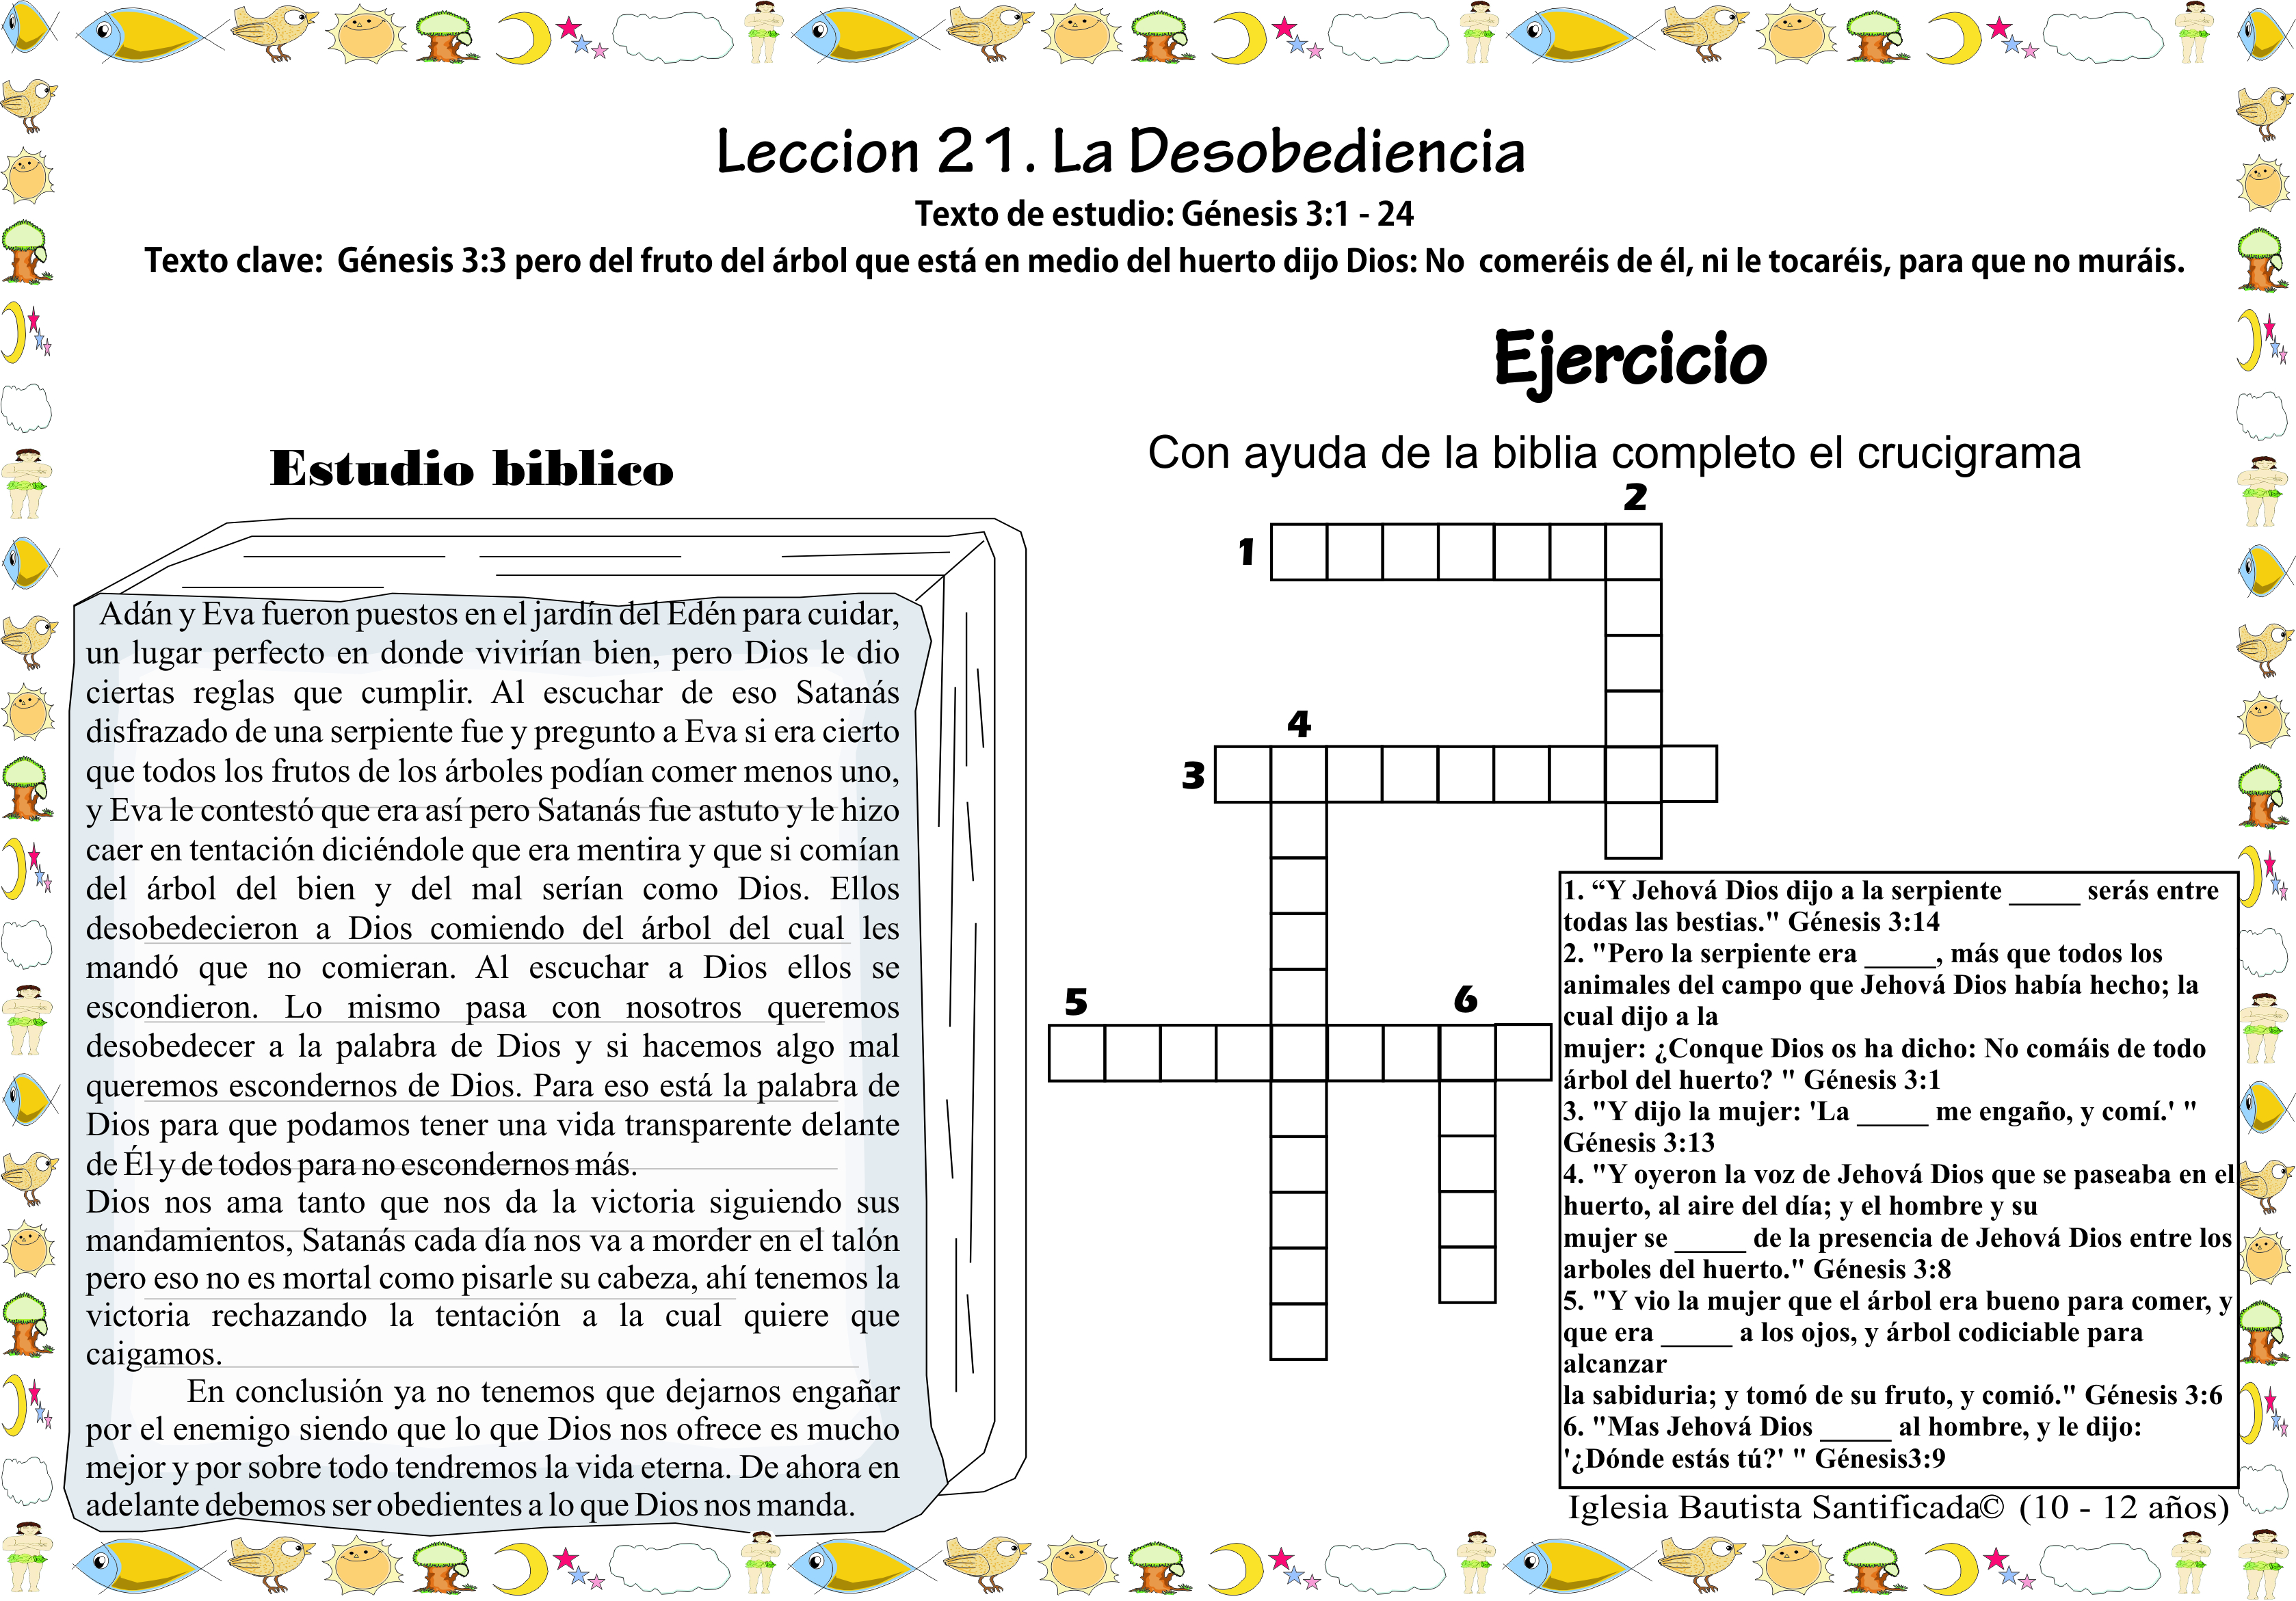 Leccion 21. La Desobediencia
Texto de estudio: Génesis 3:1 - 24
Texto clave:  Génesis 3:3 pero del fruto del árbol que está en medio del huerto dijo Dios: No  comeréis de él, ni le tocaréis, para que no muráis.
Estudio biblico
Adán y Eva fueron puestos en el jardín del Edén para cuidar,
un lugar perfecto en donde vivirían bien, pero Dios le dio
ciertas reglas que cumplir. Al escuchar de eso Satanás
disfrazado de una serpiente fue y pregunto a Eva si era cierto
que todos los frutos de los árboles podían comer menos uno,
y Eva le contestó que era así pero Satanás fue astuto y le hizo
caer en tentación diciéndole que era mentira y que si comían
del árbol del bien y del mal serían como Dios. Ellos
desobedecieron a Dios comiendo del árbol del cual les
mandó que no comieran. Al escuchar a Dios ellos se
escondieron. Lo mismo pasa con nosotros queremos
desobedecer a la palabra de Dios y si hacemos algo mal
queremos escondernos de Dios. Para eso está la palabra de
Dios para que podamos tener una vida transparente delante
de Él y de todos para no escondernos más.
Dios nos ama tanto que nos da la victoria siguiendo sus
mandamientos, Satanás cada día nos va a morder en el talón
pero eso no es mortal como pisarle su cabeza, ahí tenemos la
victoria rechazando la tentación a la cual quiere que
caigamos.
En conclusión ya no tenemos que dejarnos engañar
por el enemigo siendo que lo que Dios nos ofrece es mucho
mejor y por sobre todo tendremos la vida eterna. De ahora en
adelante debemos ser obedientes a lo que Dios nos manda.
Ejercicio
Con ayuda de la biblia completo el crucigrama
2
1
4
3
5
6
1. “Y Jehová Dios dijo a la serpiente _____ serás entre
todas las bestias." Génesis 3:14
2. "Pero la serpiente era _____, más que todos los
animales del campo que Jehová Dios había hecho; la
cual dijo a la
mujer: ¿Conque Dios os ha dicho: No comáis de todo
árbol del huerto? " Génesis 3:1
3. "Y dijo la mujer: 'La _____ me engaño, y comí.' "
Génesis 3:13
4. "Y oyeron la voz de Jehová Dios que se paseaba en el
huerto, al aire del día; y el hombre y su
mujer se _____ de la presencia de Jehová Dios entre los
arboles del huerto." Génesis 3:8
5. "Y vio la mujer que el árbol era bueno para comer, y
que era _____ a los ojos, y árbol codiciable para
alcanzar
la sabiduria; y tomó de su fruto, y comió." Génesis 3:6
6. "Mas Jehová Dios _____ al hombre, y le dijo:
'¿Dónde estás tú?' " Génesis3:9
Iglesia Bautista Santificada© (10 - 12 años)